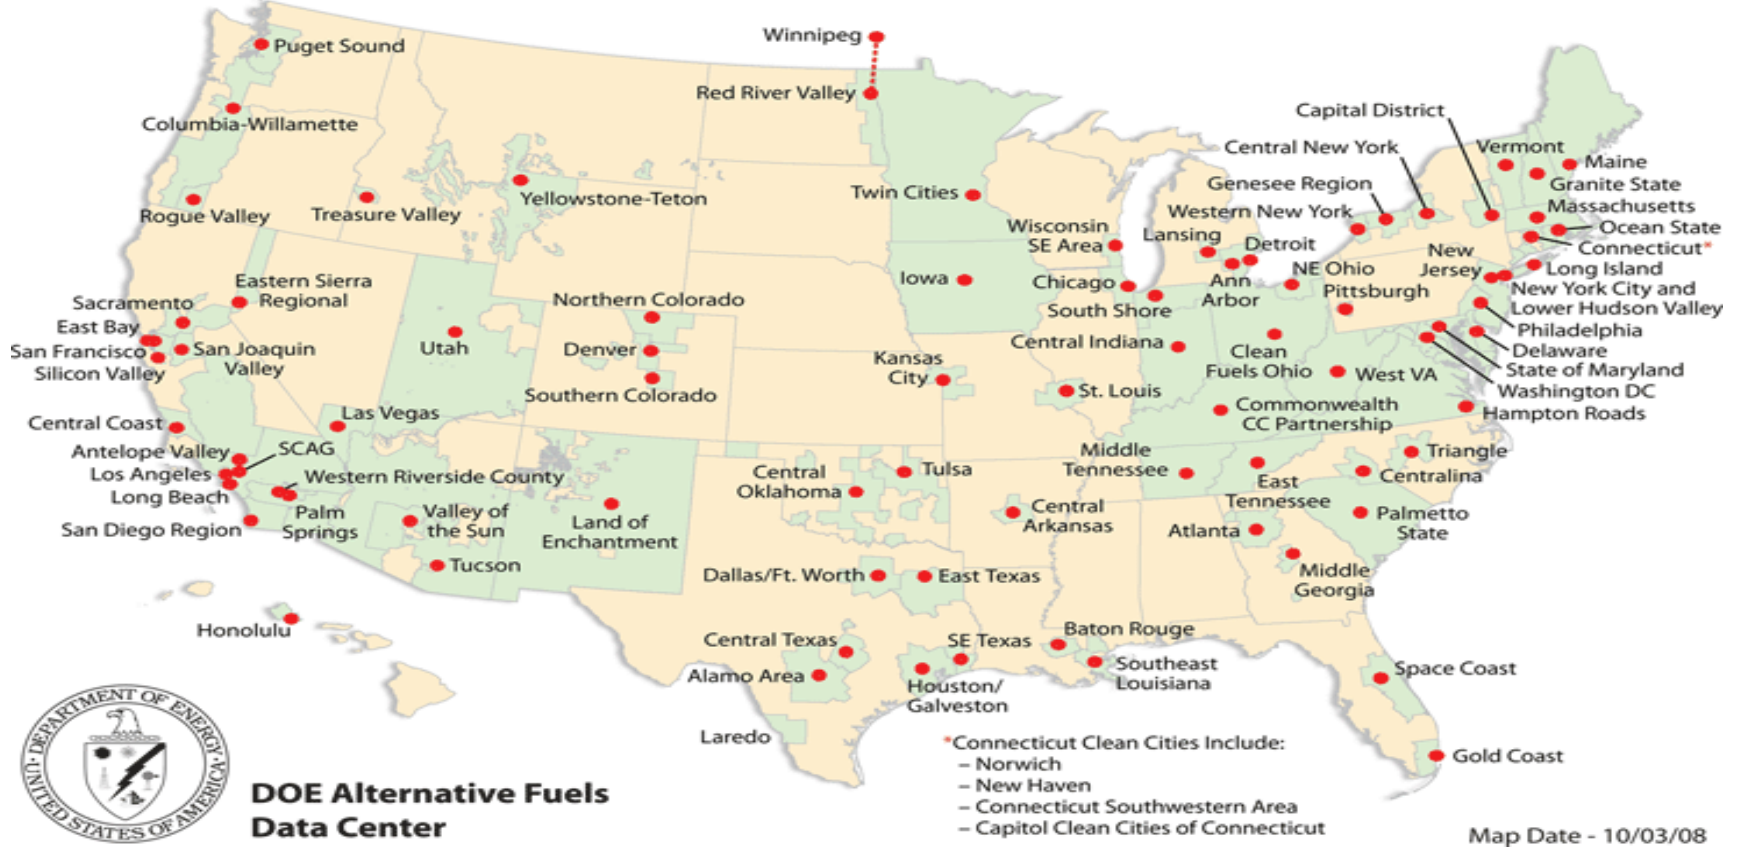 Winnipeg
Puget Sound
Red River Valley
Columbia-Willamette
Capital District
Central New York
Vermont
Maine
Genesee Region
Granite State
Twin Cities
Yellowstone-Teton
Rogue Valley
Treasure Valley
Western New York
Massachusetts
Wisconsin
SE Area
Lansing
Detroit
Ocean State
Connecticut*
New
Jersey
Iowa
Chicago
Ann
Arbor
NE Ohio
Pittsburgh
Long Island
New York City and
Lower Hudson Valley
Eastern Sierra
Regional
Sacramento
Northern Colorado
South Shore
East Bay
Philadelphia
San Francisco
San Joaquin
Valley
Utah
Denver
Central Indiana
Clean
Fuels Ohio
Delaware
Silicon Valley
Kansas
City
West VA
State of Maryland
Southern Colorado
St. Louis
Washington DC
Las Vegas
Commonwealth
CC Partnership
Hampton Roads
Central Coast
Antelope Valley
SCAG
Middle
Tennessee
Triangle
Los Angeles
Western Riverside County
Central
Oklahoma
Tulsa
East
Tennessee
Centralina
Long Beach
San Diego Region
Palm
Springs
Valley of
the Sun
Land of
Enchantment
Central
Arkansas
Atlanta
Palmetto
State
Tucson
Dallas/Ft. Worth
East Texas
Middle
Georgia
Honolulu
Central Texas
SE Texas
Baton Rouge
Alamo Area
Houston/
Galveston
Southeast
Louisiana
Space Coast
Laredo
Gold Coast
*Connecticut Clean Cities Include:
– Norwich
– New Haven
– Connecticut Southwestern Area
– Capitol Clean Cities of Connecticut
DEPARTMENT OF ENERGY
UNITED STATES OF AMERICA
DOE Alternative Fuels
Data Center
Map Date - 10/03/08